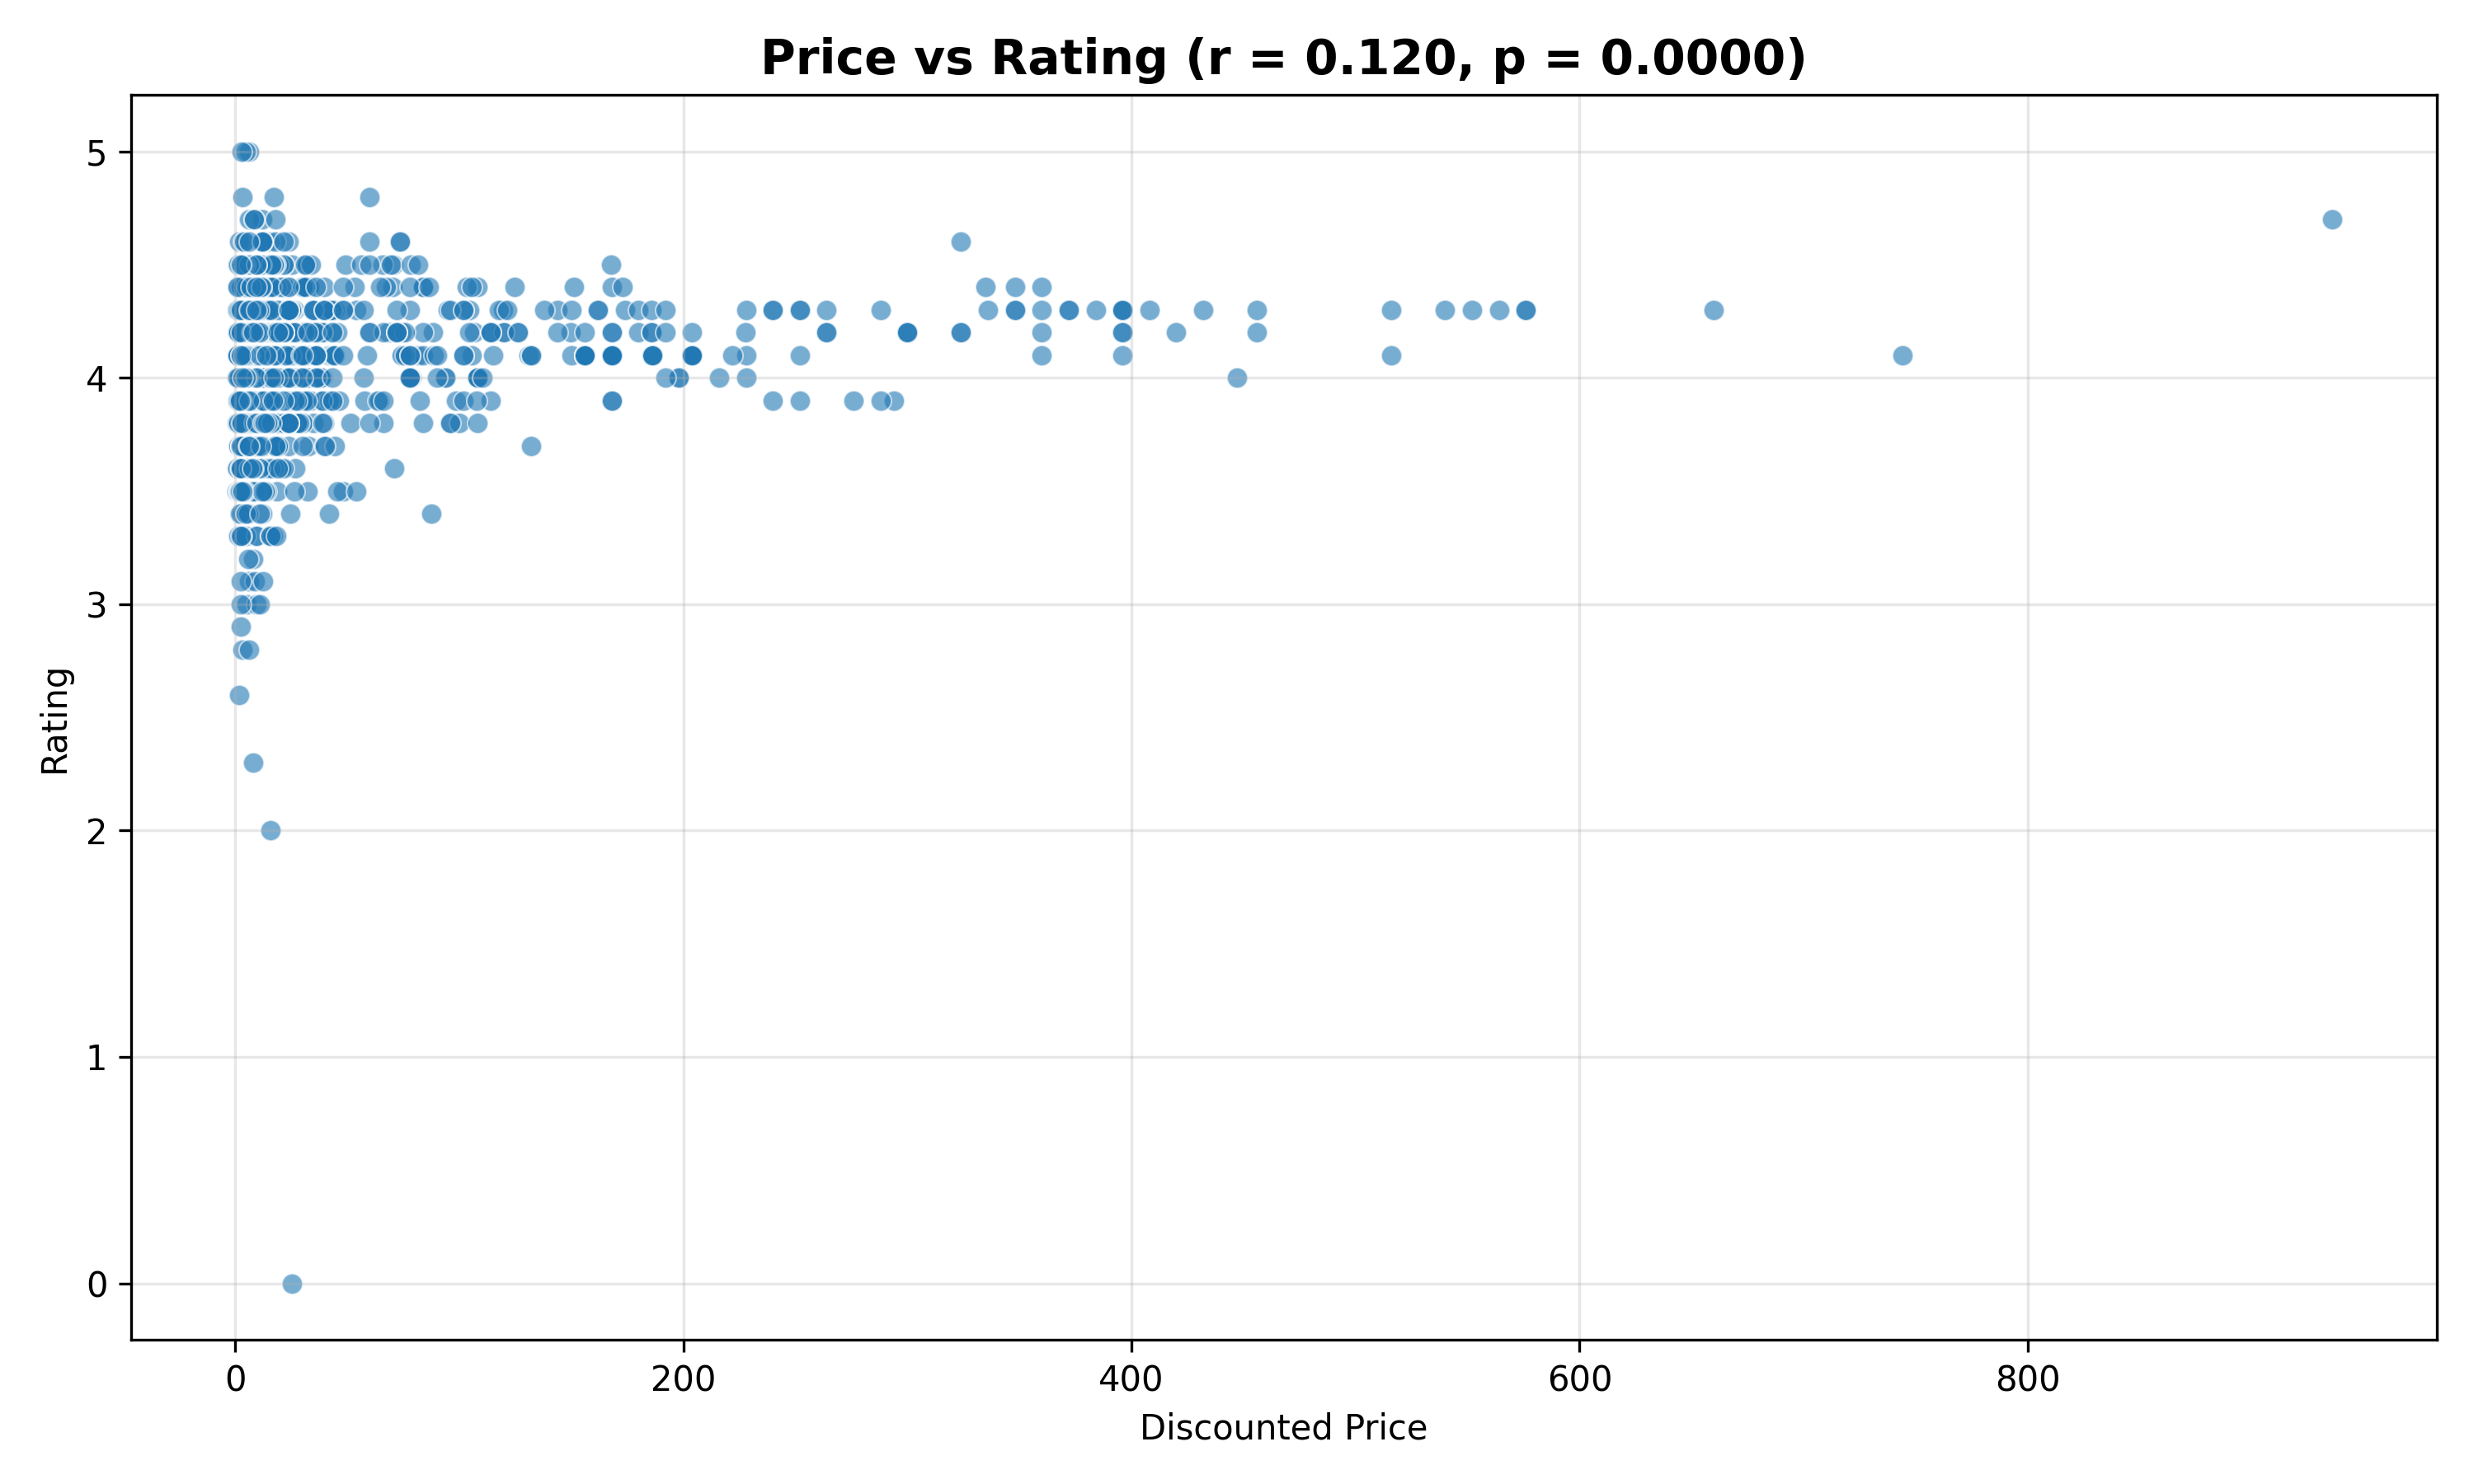 Price vs Rating (r = 0.120, p = 0.0000)
5
4
3
2
1
0
Rating
0 200 400 600 800
Discounted Price